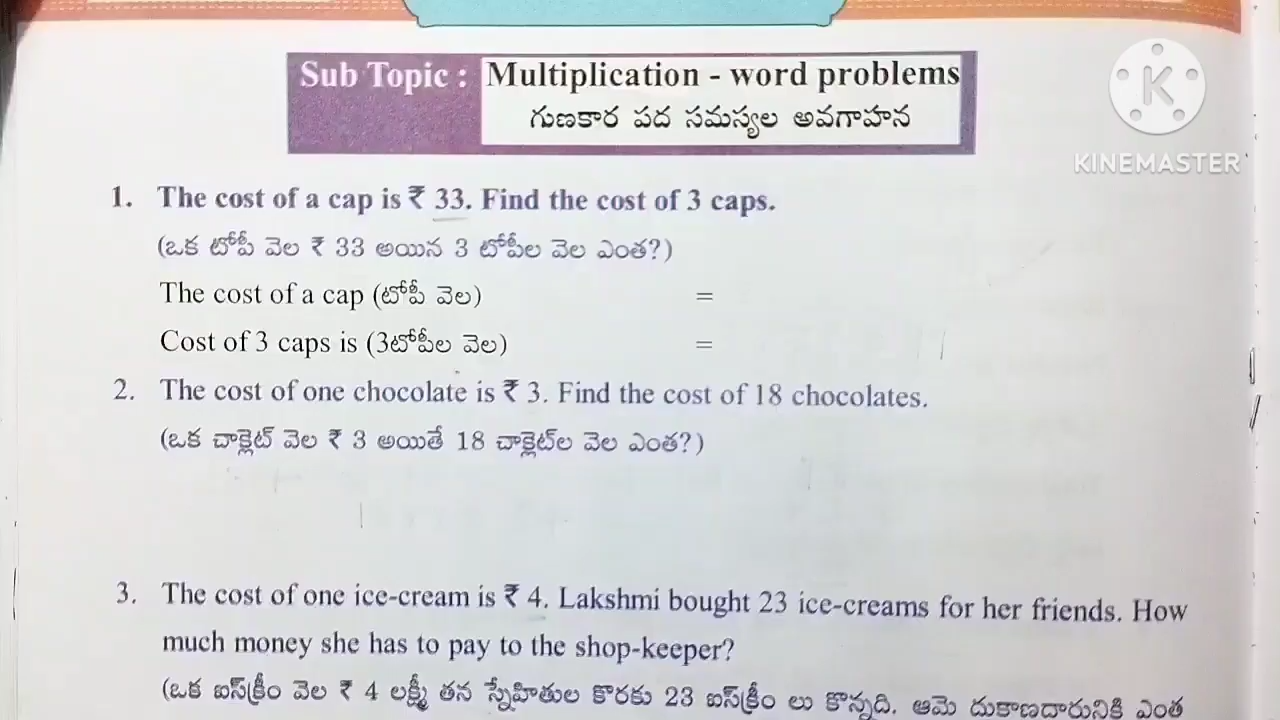 Sub Topic : Multiplication - word problems
గుణకార పద సమస్యల అవగాహన
K
KINEMASTER
1. The cost of a cap is ₹ 33. Find the cost of 3 caps.
(ఒక టోపీ వెల ₹ 33 అయిన 3 టోపీల వెల ఎంత?)
The cost of a cap (టోపీ వెల) =
Cost of 3 caps is (3టోపీల వెల) =
2. The cost of one chocolate is ₹ 3. Find the cost of 18 chocolates.
(ఒక చాక్లెట్ వెల ₹ 3 అయితే 18 చాక్లెట్‌ల వెల ఎంత?)
3. The cost of one ice-cream is ₹ 4. Lakshmi bought 23 ice-creams for her friends. How
much money she has to pay to the shop-keeper?
(ఒక ఐస్‌క్రీం వెల ₹ 4 లక్ష్మీ తన స్నేహితుల కొరకు 23 ఐస్‌క్రీం లు కొన్నది. ఆమె దుకాణదారునికి ఎంత